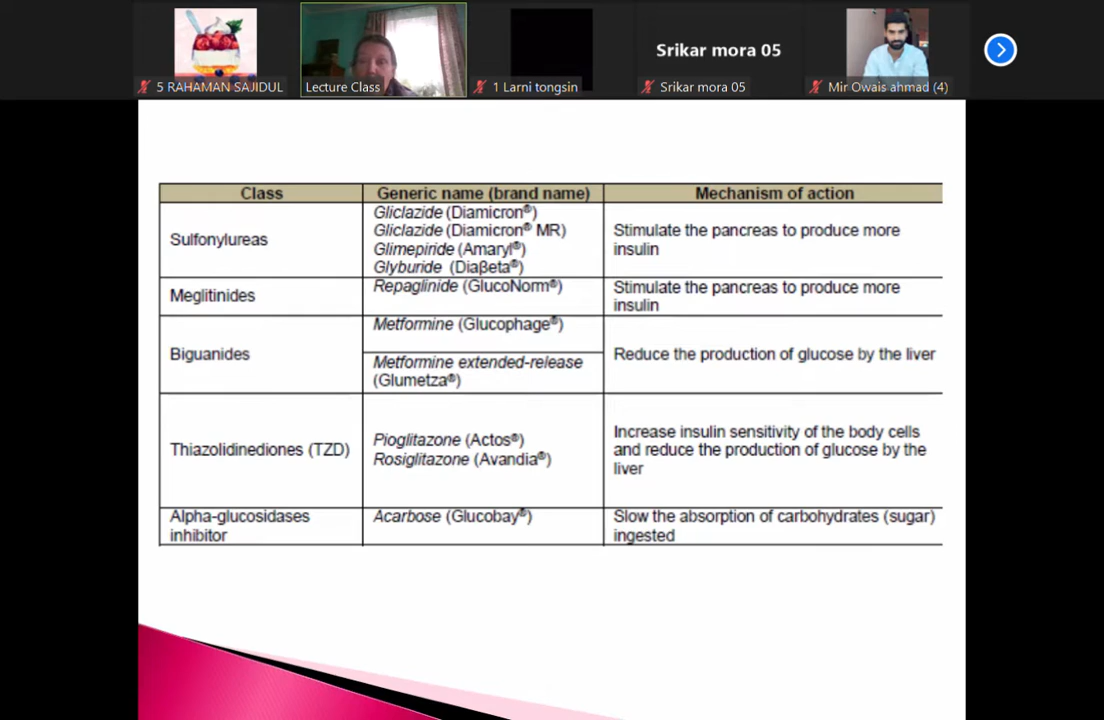 Srikar mora 05
5 RAHAMAN SAJIDUL
Lecture Class
1 Larni tongsin
Srikar mora 05
Mir Owais ahmad (4)
Class
Generic name (brand name)
Mechanism of action
Sulfonylureas
Gliclazide (Diamicron®)
Gliclazide (Diamicron® MR)
Glimepiride (Amaryl®)
Glyburide (Diaβeta®)
Stimulate the pancreas to produce more
insulin
Meglitinides
Repaglinide (GlucoNorm®)
Stimulate the pancreas to produce more
insulin
Biguanides
Metformine (Glucophage®)
Metformine extended-release
(Glumetza®)
Reduce the production of glucose by the liver
Thiazolidinediones (TZD)
Pioglitazone (Actos®)
Rosiglitazone (Avandia®)
Increase insulin sensitivity of the body cells
and reduce the production of glucose by the
liver
Alpha-glucosidases
inhibitor
Acarbose (Glucobay®)
Slow the absorption of carbohydrates (sugar)
ingested